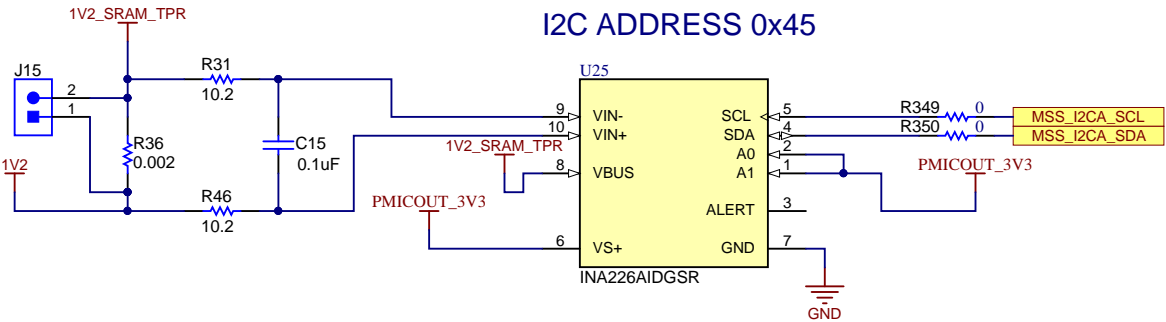 I2C ADDRESS 0x45
1V2_SRAM_TPR
J15
2
1
R31
10.2
R36
0.002
C15
0.1uF
1V2
R46
10.2
U25
9 VIN- SCL 5
10 VIN+ SDA 4
A0 2
8 VBUS A1 1
ALERT 3
6 VS+ GND 7
INA226AIDGSR
1V2_SRAM_TPR
PMICOUT_3V3
R349 0 MSS_I2CA_SCL
R350 0 MSS_I2CA_SDA
PMICOUT_3V3
GND